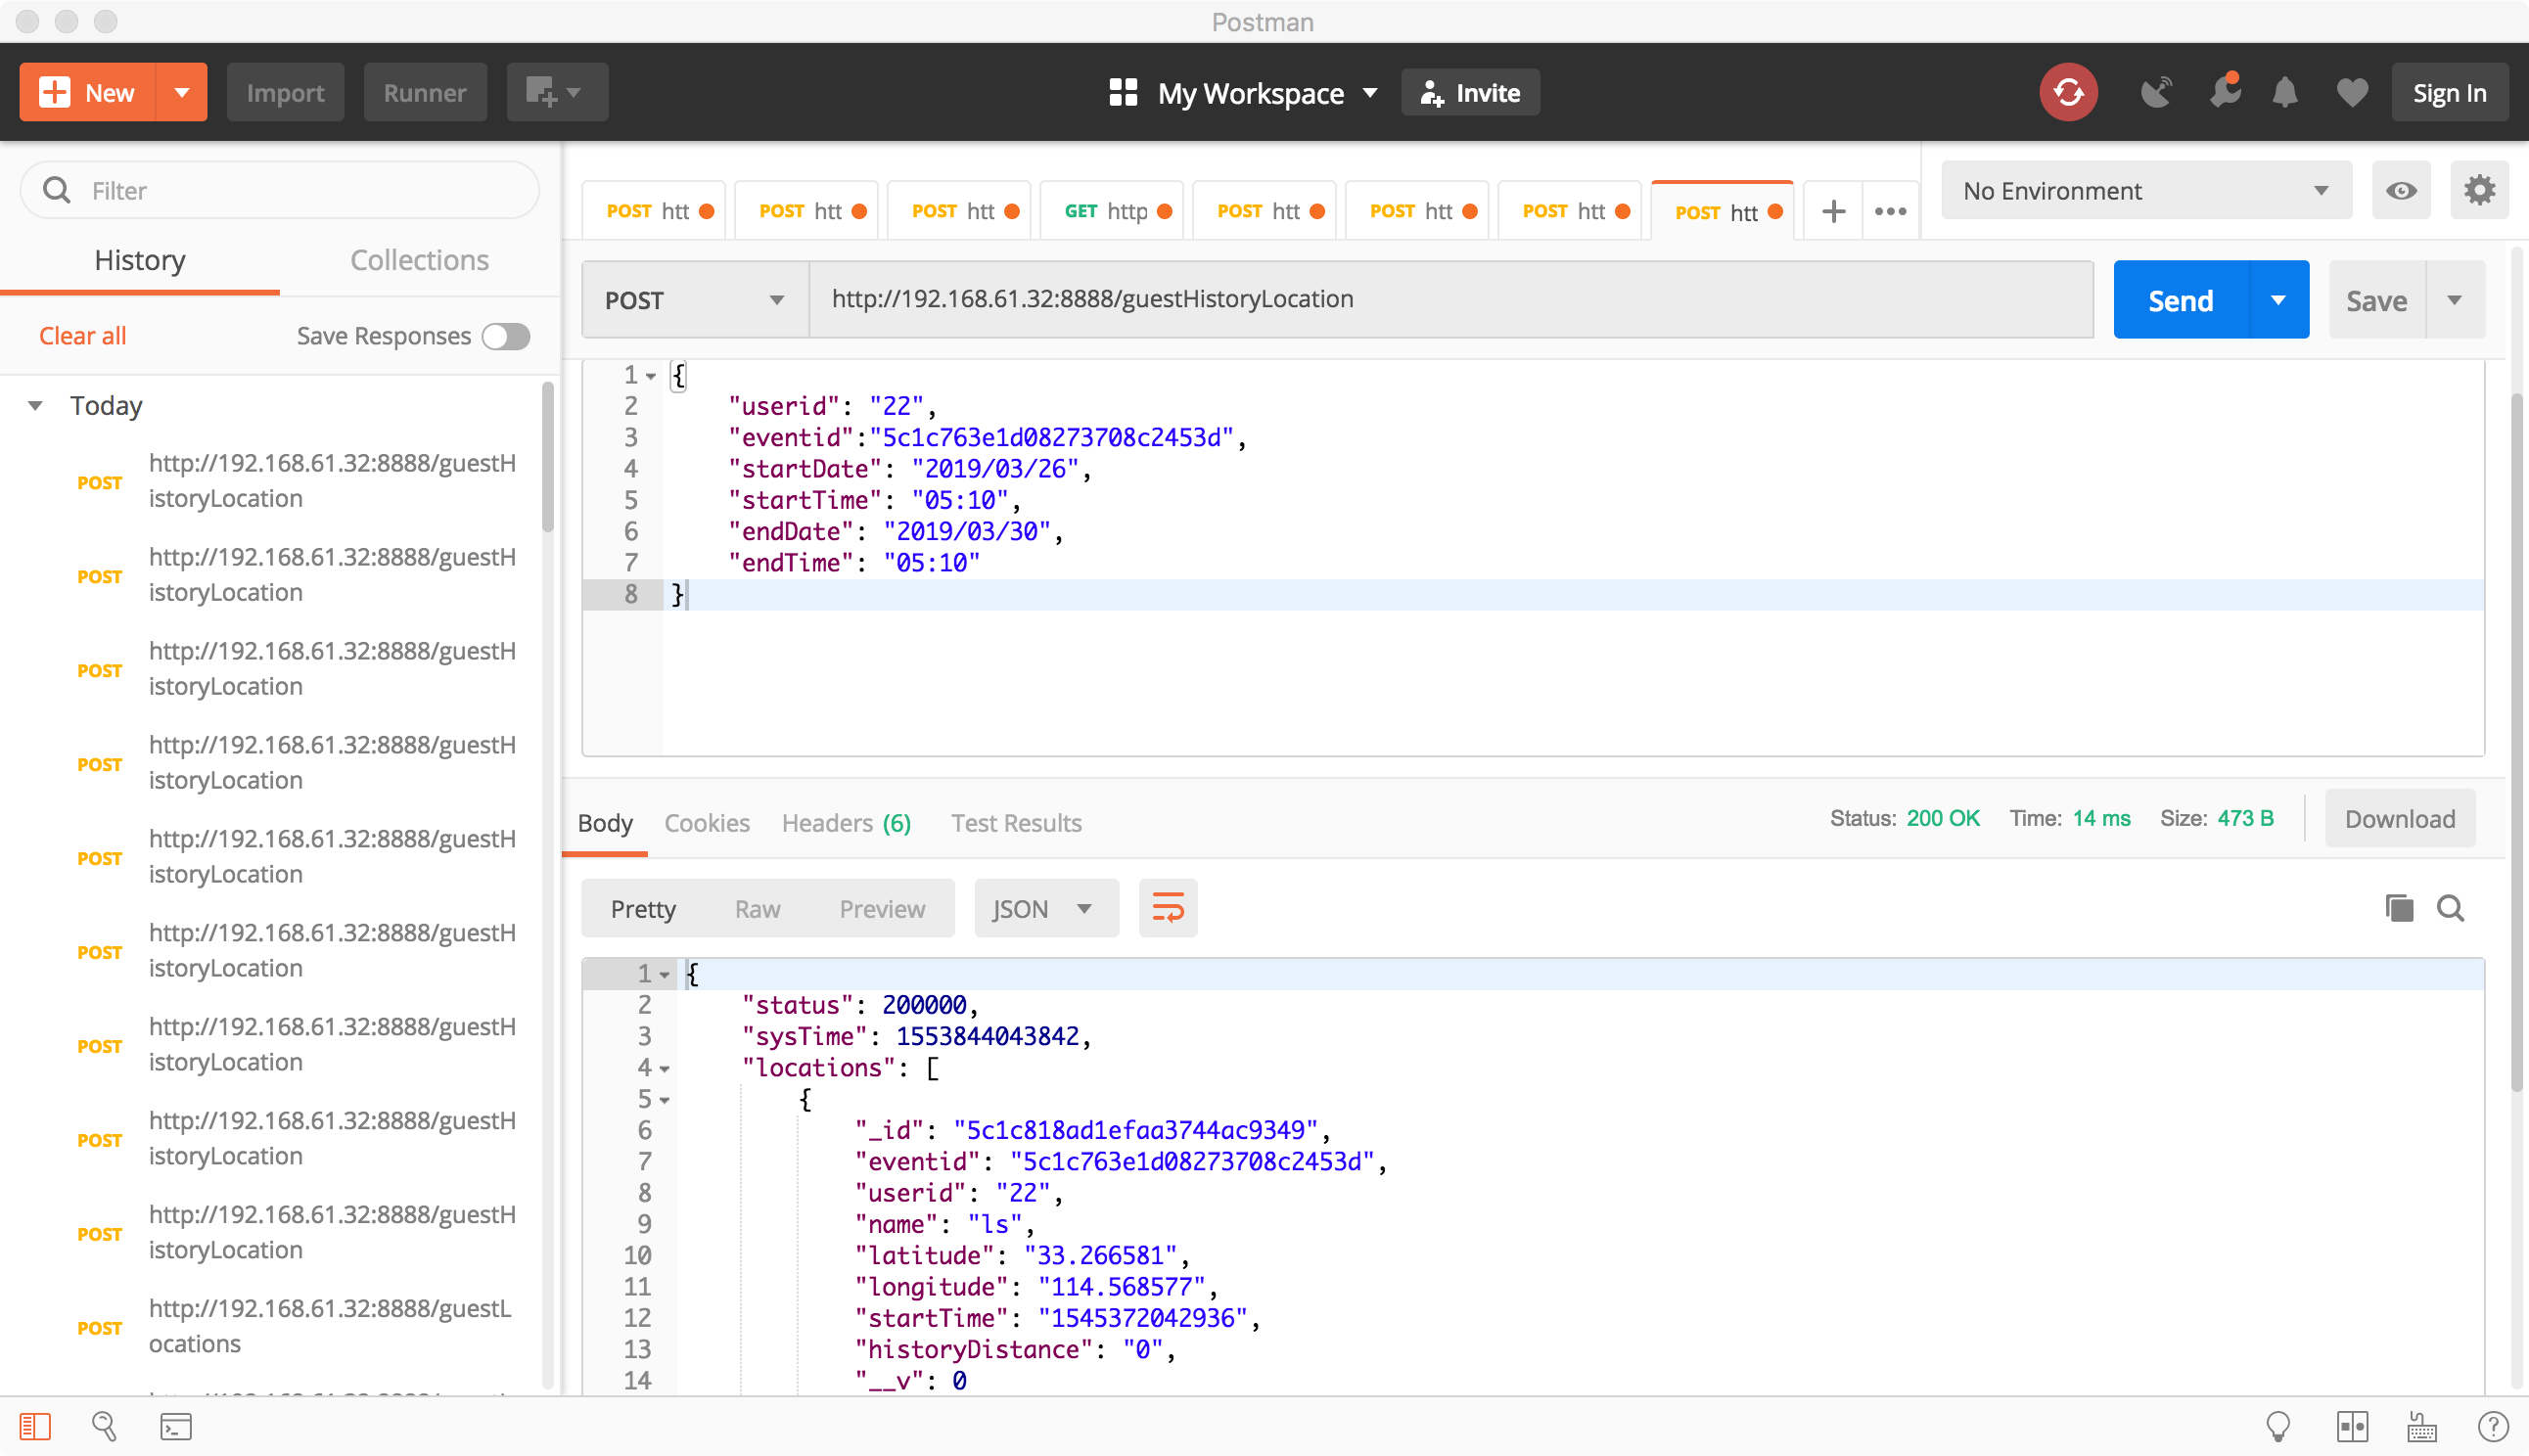 Postman
New Import Runner My Workspace Invite Sign In
Filter
History Collections
Clear all Save Responses
Today
POST http://192.168.61.32:8888/guestH
istoryLocation
POST http://192.168.61.32:8888/guestH
istoryLocation
POST http://192.168.61.32:8888/guestH
istoryLocation
POST http://192.168.61.32:8888/guestH
istoryLocation
POST http://192.168.61.32:8888/guestH
istoryLocation
POST http://192.168.61.32:8888/guestH
istoryLocation
POST http://192.168.61.32:8888/guestH
istoryLocation
POST http://192.168.61.32:8888/guestH
istoryLocation
POST http://192.168.61.32:8888/guestH
istoryLocation
POST http://192.168.61.32:8888/guestL
ocations
POST htt POST htt POST htt GET http POST htt POST htt POST htt POST htt + ••• No Environment
POST http://192.168.61.32:8888/guestHistoryLocation Send Save
1 {
2 "userid": "22",
3 "eventid":"5c1c763e1d08273708c2453d",
4 "startDate": "2019/03/26",
5 "startTime": "05:10",
6 "endDate": "2019/03/30",
7 "endTime": "05:10"
8 }
Body Cookies Headers (6) Test Results Status: 200 OK Time: 14 ms Size: 473 B Download
Pretty Raw Preview JSON
1 {
2 "status": 200000,
3 "sysTime": 1553844043842,
4 "locations": [
5 {
6 "_id": "5c1c818ad1efaa3744ac9349",
7 "eventid": "5c1c763e1d08273708c2453d",
8 "userid": "22",
9 "name": "ls",
10 "latitude": "33.266581",
11 "longitude": "114.568577",
12 "startTime": "1545372042936",
13 "historyDistance": "0",
14 "__v": 0